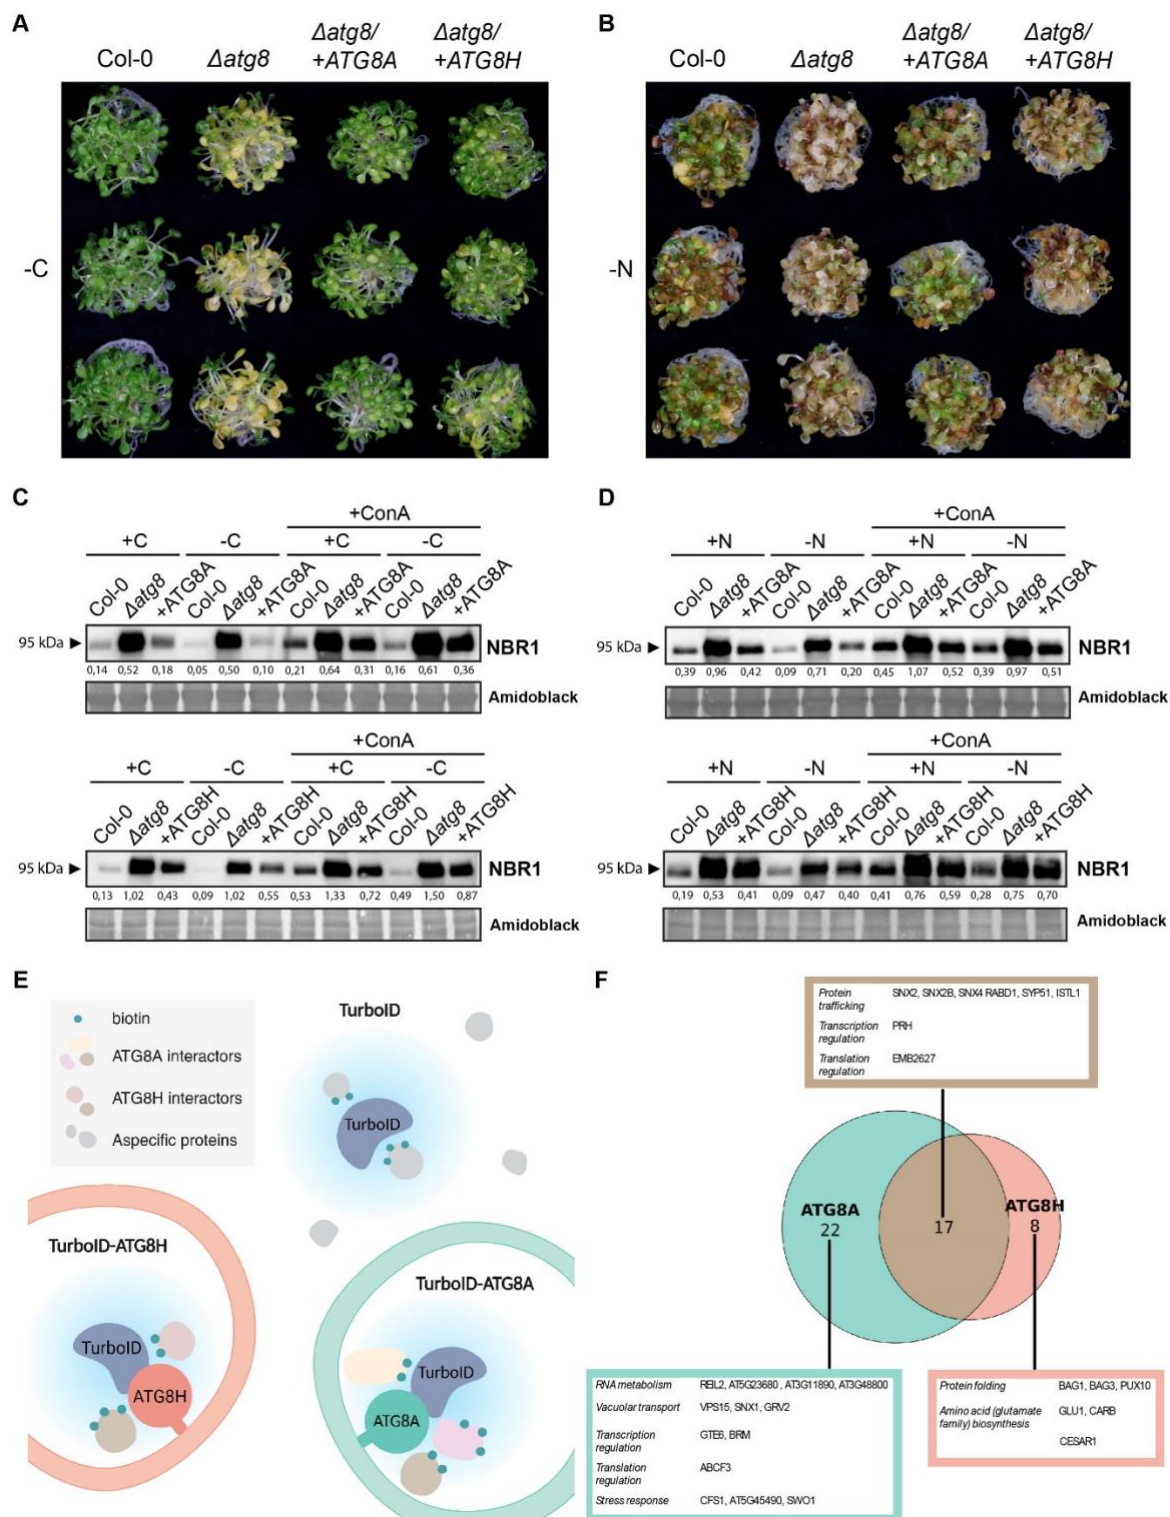 A
Col-0
Δatg8
Δatg8/
+ATG8A
Δatg8/
+ATG8H
-C
B
Col-0
Δatg8
Δatg8/
+ATG8A
Δatg8/
+ATG8H
-N
C
+ConA
+C -C +C -C
Col-0 Δatg8 +ATG8A Col-0 Δatg8 +ATG8A Col-0 Δatg8 +ATG8A Col-0 Δatg8 +ATG8A
95 kDa NBR1
0,14 0,52 0,18 0,05 0,50 0,10 0,21 0,64 0,31 0,16 0,61 0,36
Amidoblack
+ConA
+C -C +C -C
Col-0 Δatg8 +ATG8H Col-0 Δatg8 +ATG8H Col-0 Δatg8 +ATG8H Col-0 Δatg8 +ATG8H
95 kDa NBR1
0,13 1,02 0,43 0,09 1,02 0,55 0,53 1,33 0,72 0,49 1,50 0,87
Amidoblack
D
+ConA
+N -N +N -N
Col-0 Δatg8 +ATG8A Col-0 Δatg8 +ATG8A Col-0 Δatg8 +ATG8A Col-0 Δatg8 +ATG8A
95 kDa NBR1
0,39 0,96 0,42 0,09 0,71 0,20 0,45 1,07 0,52 0,39 0,97 0,51
Amidoblack
+ConA
+N -N +N -N
Col-0 Δatg8 +ATG8H Col-0 Δatg8 +ATG8H Col-0 Δatg8 +ATG8H Col-0 Δatg8 +ATG8H
95 kDa NBR1
0,19 0,53 0,41 0,09 0,47 0,40 0,41 0,76 0,59 0,28 0,75 0,70
Amidoblack
E
biotin
ATG8A interactors
ATG8H interactors
Aspecific proteins
TurboID
TurboID
TurboID-ATG8H
TurboID
ATG8H
TurboID-ATG8A
TurboID
ATG8A
F
Protein trafficking SNX2, SNX2B, SNX4 RABD1, SYP51, ISTL1
Transcription regulation PRH
Translation regulation EMB2627
ATG8A
22
17
ATG8H
8
RNA metabolism REIL2, AT5G23680 , AT3G11890, AT3G48800
Vacuolar transport VPS15, SNX1, GRV2
Transcription regulation GTE6, BRM
Translation regulation ABCF3
Stress response CFS1, AT5G45490, SWO1
Protein folding BAG1, BAG3, PUX10
Amino acid (glutamate family) biosynthesis GLU1, CARB
CESAR1